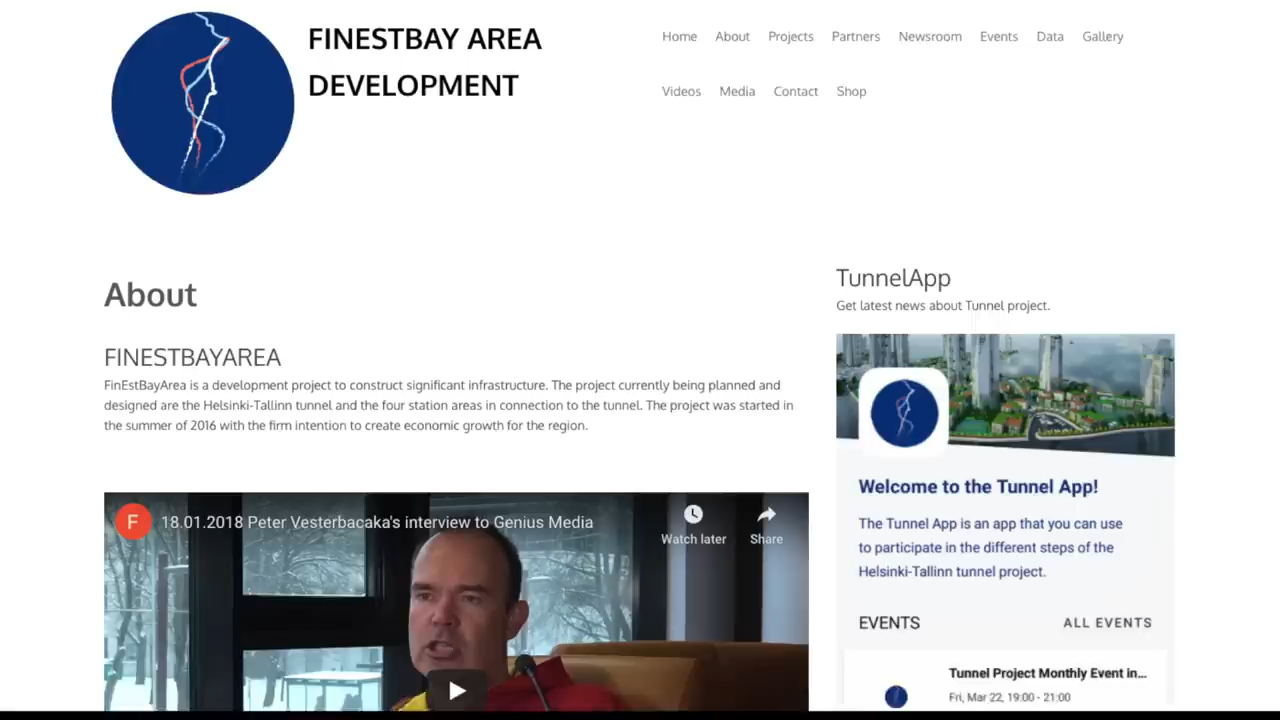 FINESTBAY AREA
DEVELOPMENT
Home About Projects Partners Newsroom Events Data Gallery
Videos Media Contact Shop
About
FINESTBAYAREA
FinEstBayArea is a development project to construct significant infrastructure. The project currently being planned and
designed are the Helsinki-Tallinn tunnel and the four station areas in connection to the tunnel. The project was started in
the summer of 2016 with the firm intention to create economic growth for the region.
F
18.01.2018 Peter Vesterbacaka's interview to Genius Media
Watch later
Share
TunnelApp
Get latest news about Tunnel project.
Welcome to the Tunnel App!
The Tunnel App is an app that you can use
to participate in the different steps of the
Helsinki-Tallinn tunnel project.
EVENTS ALL EVENTS
Tunnel Project Monthly Event in...
Fri, Mar 22, 19:00 - 21:00